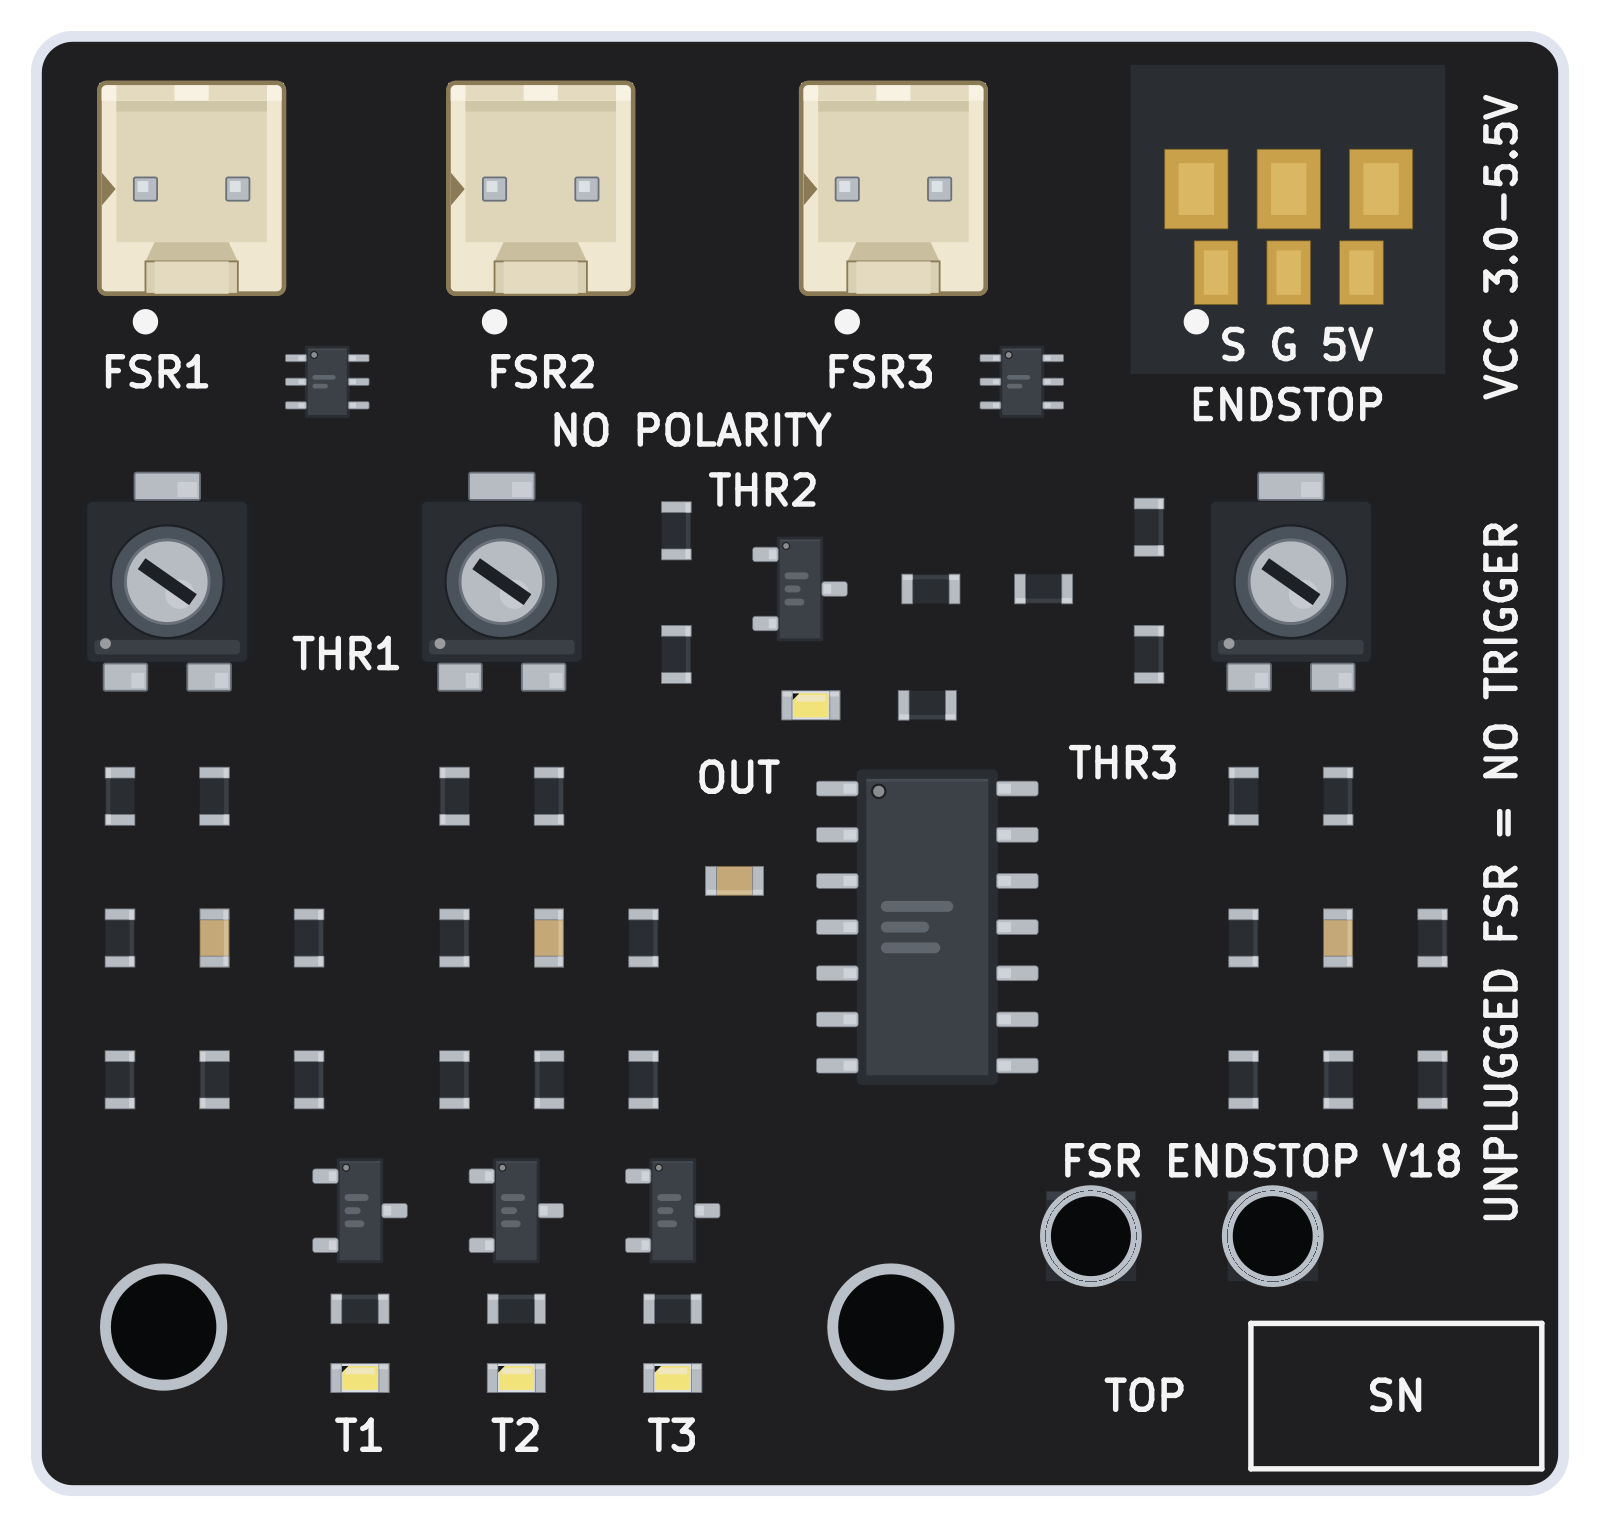 FSR1
FSR2
FSR3
S G 5V
ENDSTOP
VCC 3.0-5.5V
NO POLARITY
THR2
THR1
THR3
OUT
UNPLUGGED FSR = NO TRIGGER
FSR ENDSTOP V18
T1
T2
T3
TOP
SN